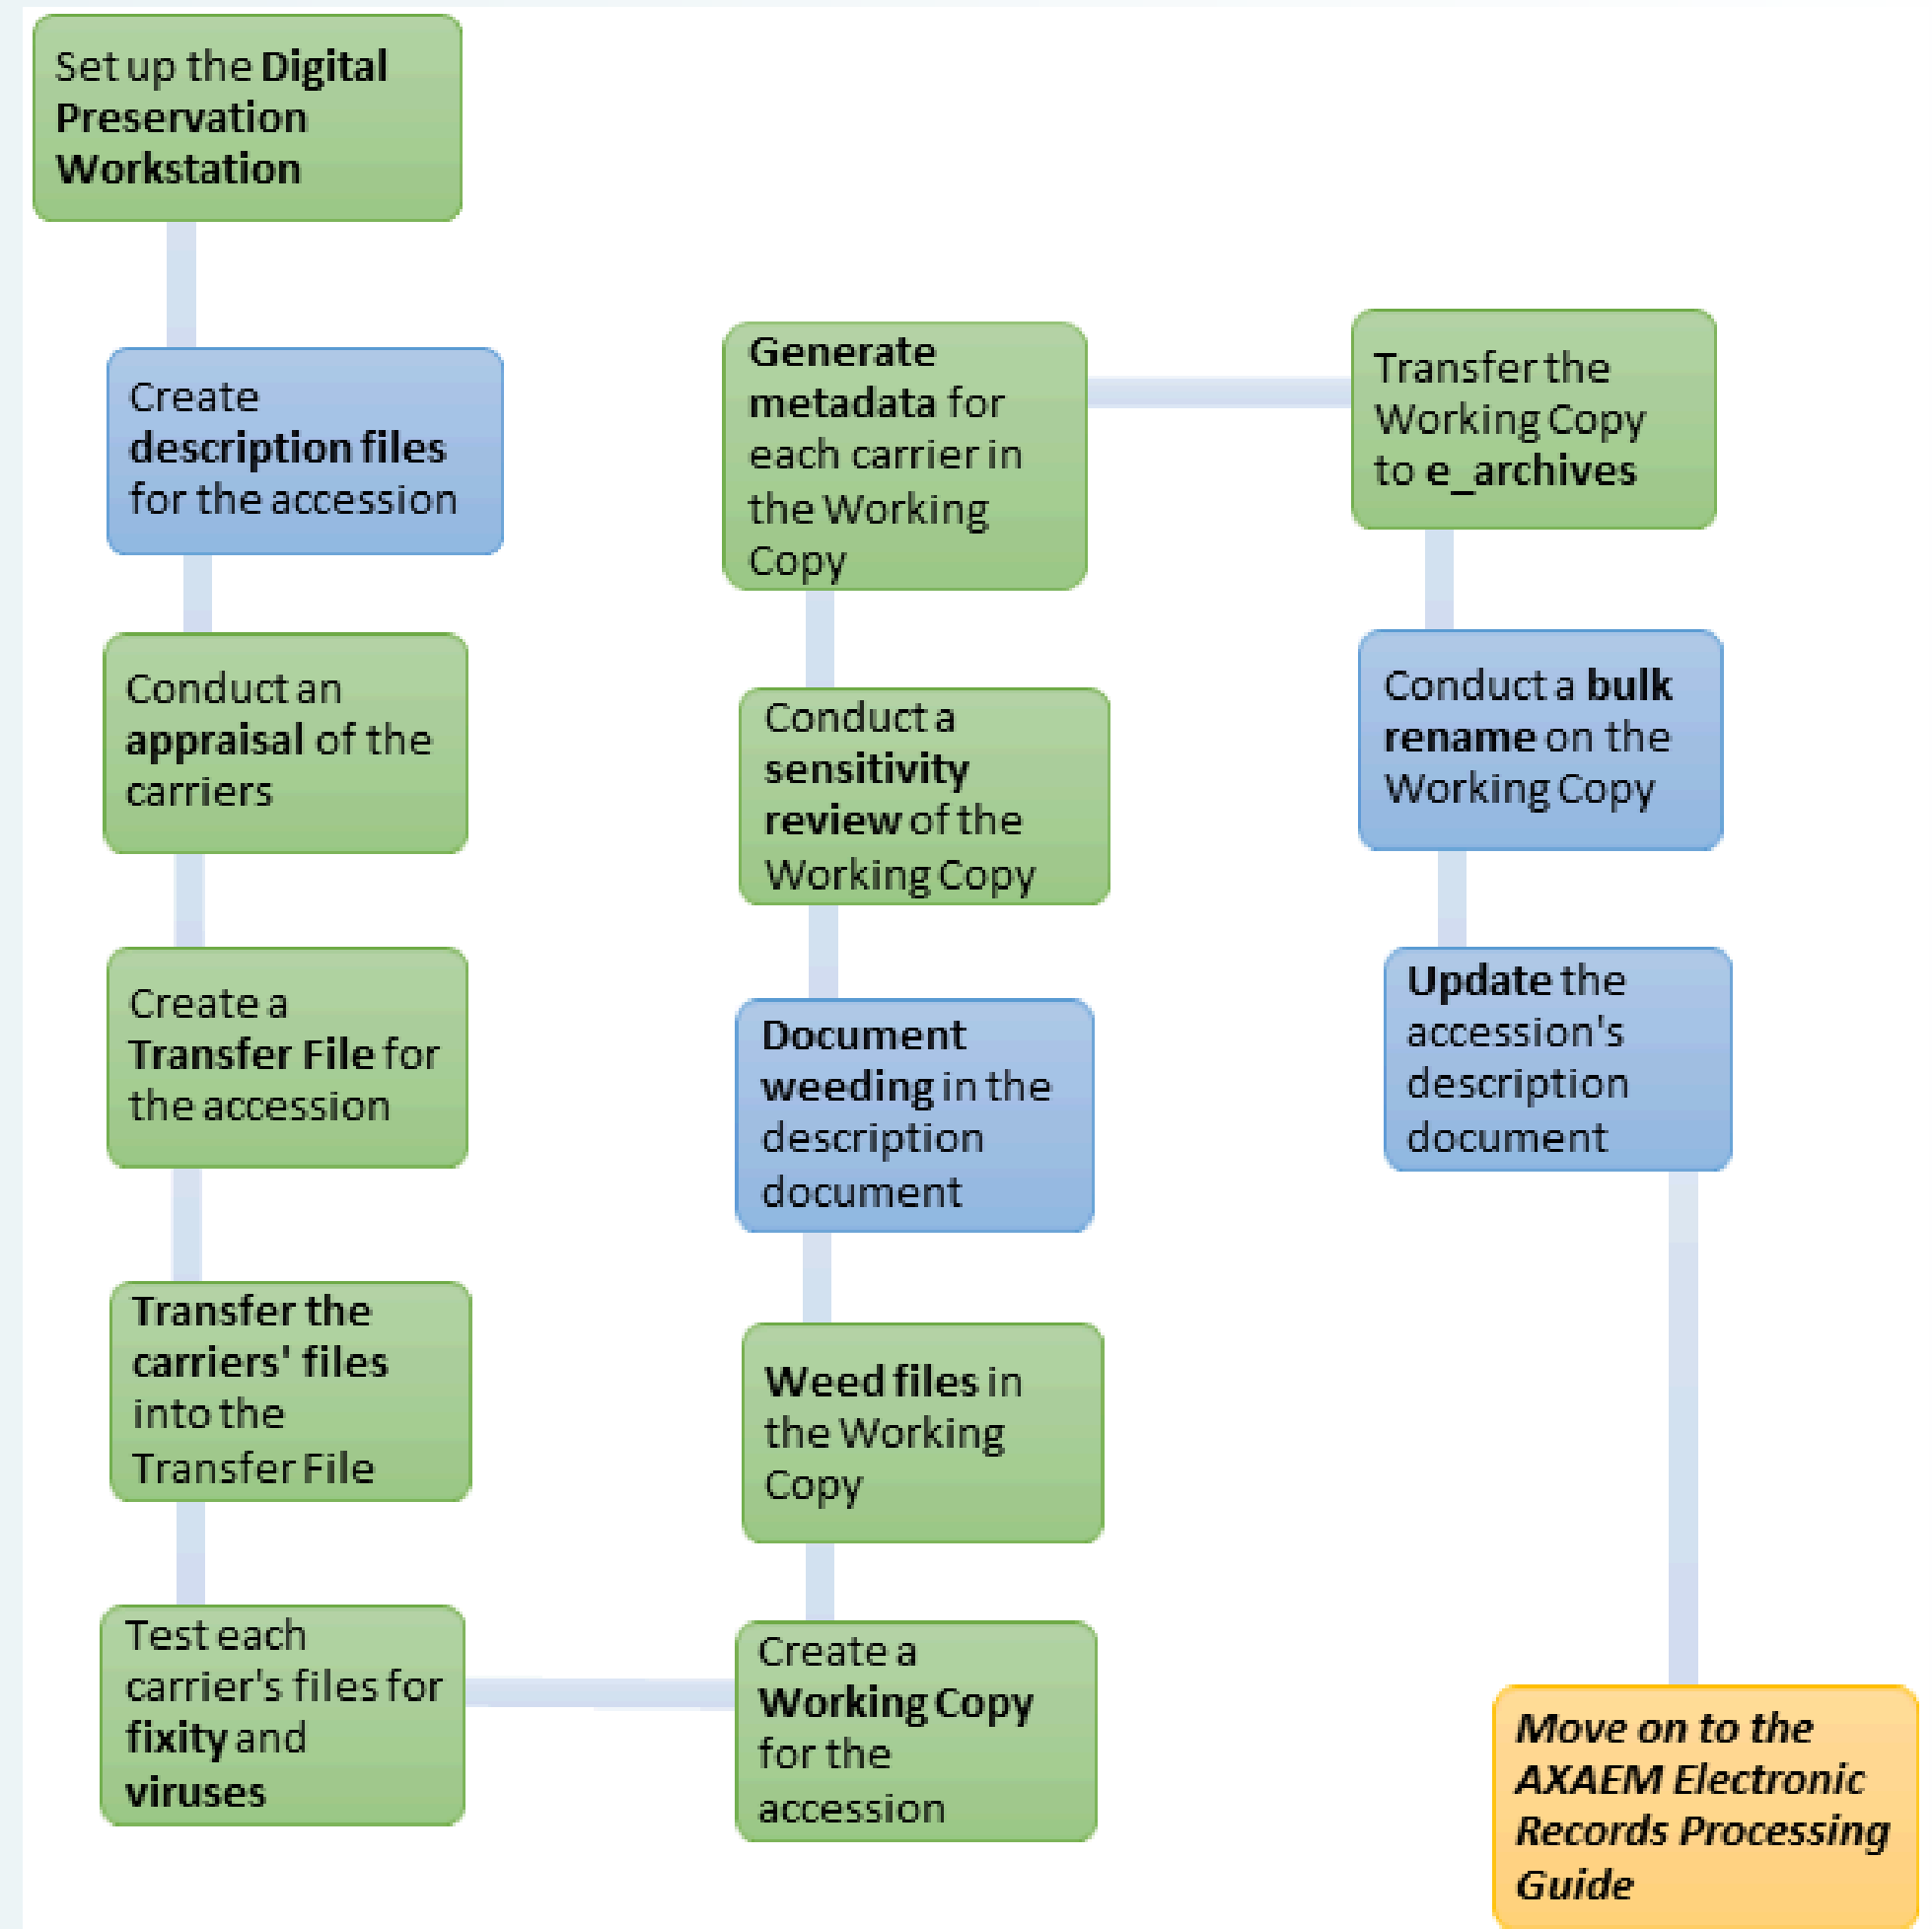 Set up the Digital
Preservation
Workstation
Create
description files
for the accession
Conduct an
appraisal of the
carriers
Create a
Transfer File for
the accession
Transfer the
carriers' files
into the
Transfer File
Test each
carrier's files for
fixity and
viruses
Create a
Working Copy
for the
accession
Weed files in
the Working
Copy
Document
weeding in the
description
document
Conduct a
sensitivity
review of the
Working Copy
Generate
metadata for
each carrier in
the Working
Copy
Transfer the
Working Copy
to e_archives
Conduct a bulk
rename on the
Working Copy
Update the
accession's
description
document
Move on to the
AXAEM Electronic
Records Processing
Guide